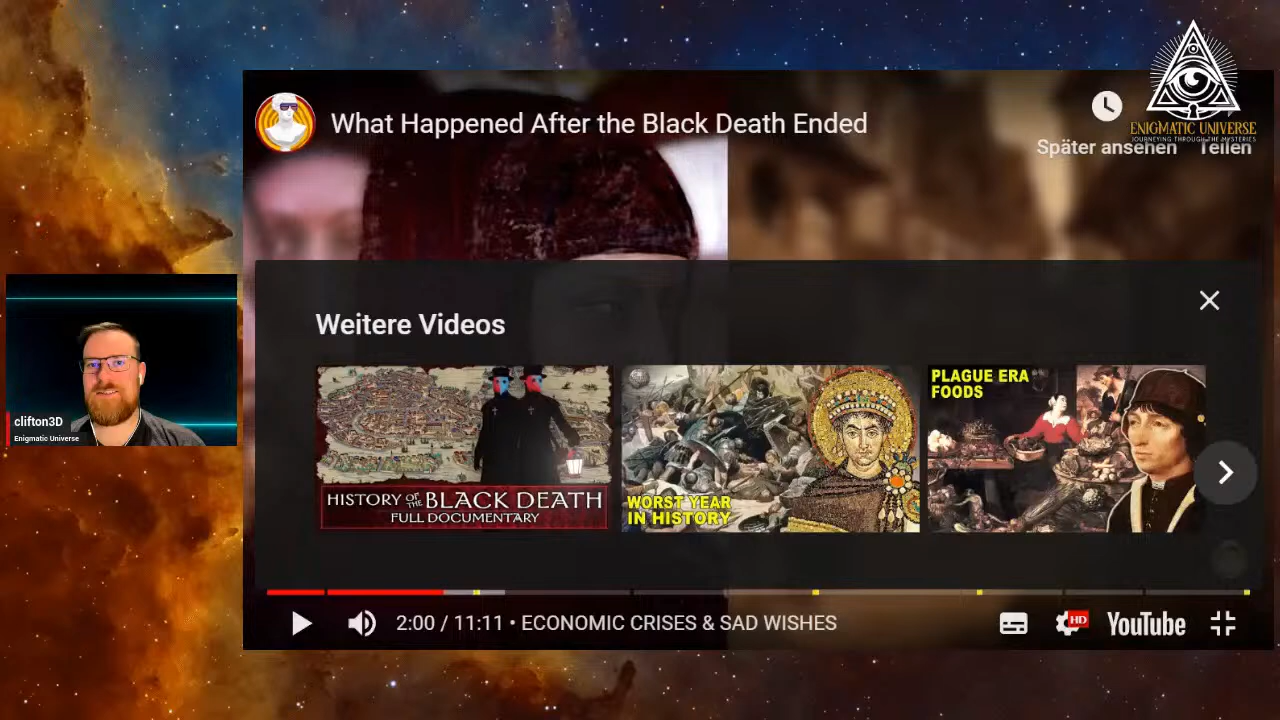 What Happened After the Black Death Ended
ENIGMATIC UNIVERSE
JOURNEYING THROUGH THE MYSTERIES
Später ansehen
Teilen
Weitere Videos
HISTORY OF THE BLACK DEATH
FULL DOCUMENTARY
WORST YEAR
IN HISTORY
PLAGUE ERA
FOODS
clifton3D
Enigmatic Universe
2:00 / 11:11 • ECONOMIC CRISES & SAD WISHES
HD
YouTube